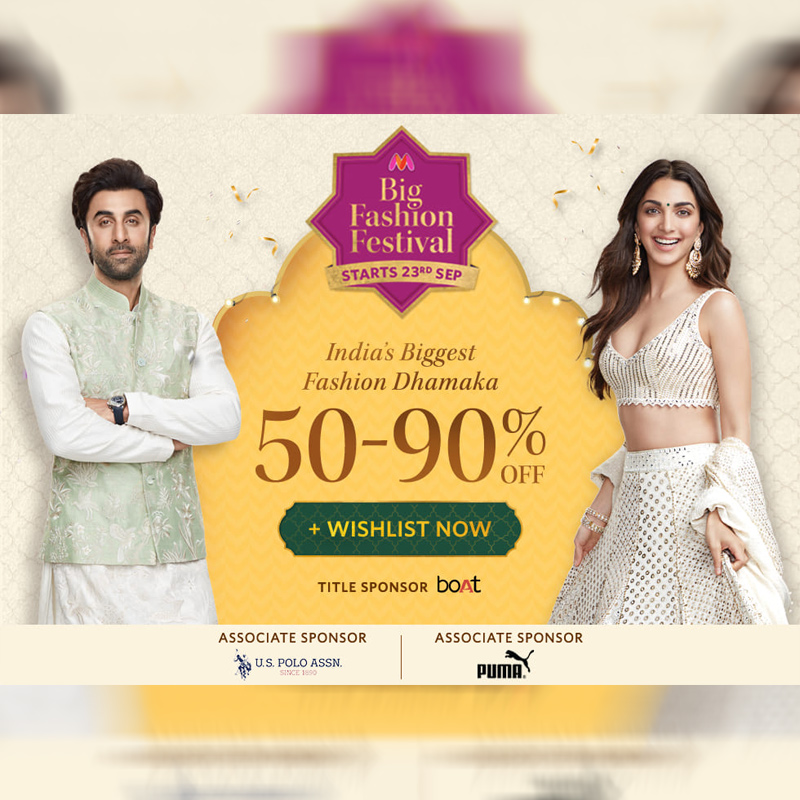 Big
Fashion
Festival
STARTS 23RD SEP
India's Biggest
Fashion Dhamaka
50-90% OFF
+ WISHLIST NOW
TITLE SPONSOR boAt
ASSOCIATE SPONSOR
U.S. POLO ASSN.
SINCE 1890
ASSOCIATE SPONSOR
PUMA®